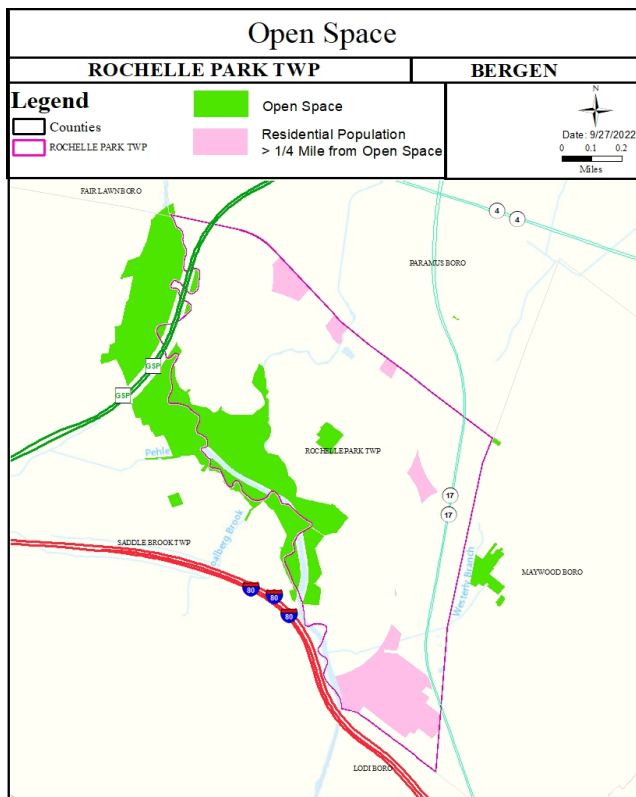 Open Space
ROCHELLE PARK TWP
BERGEN
Legend
Counties
ROCHELLE PARK TWP
Open Space
Residential Population
> 1/4 Mile from Open Space
N
Date: 9/27/2022
0 0.1 0.2
Miles
FAIR LAWN BORO
4
4
PARAMUS BORO
GSP
GSP
Pehle
ROCHELLE PARK TWP
17
17
SADDLE BROOK TWP
Brook
Westerly Branch
MAYWOOD BORO
80
80
80
LODI BORO